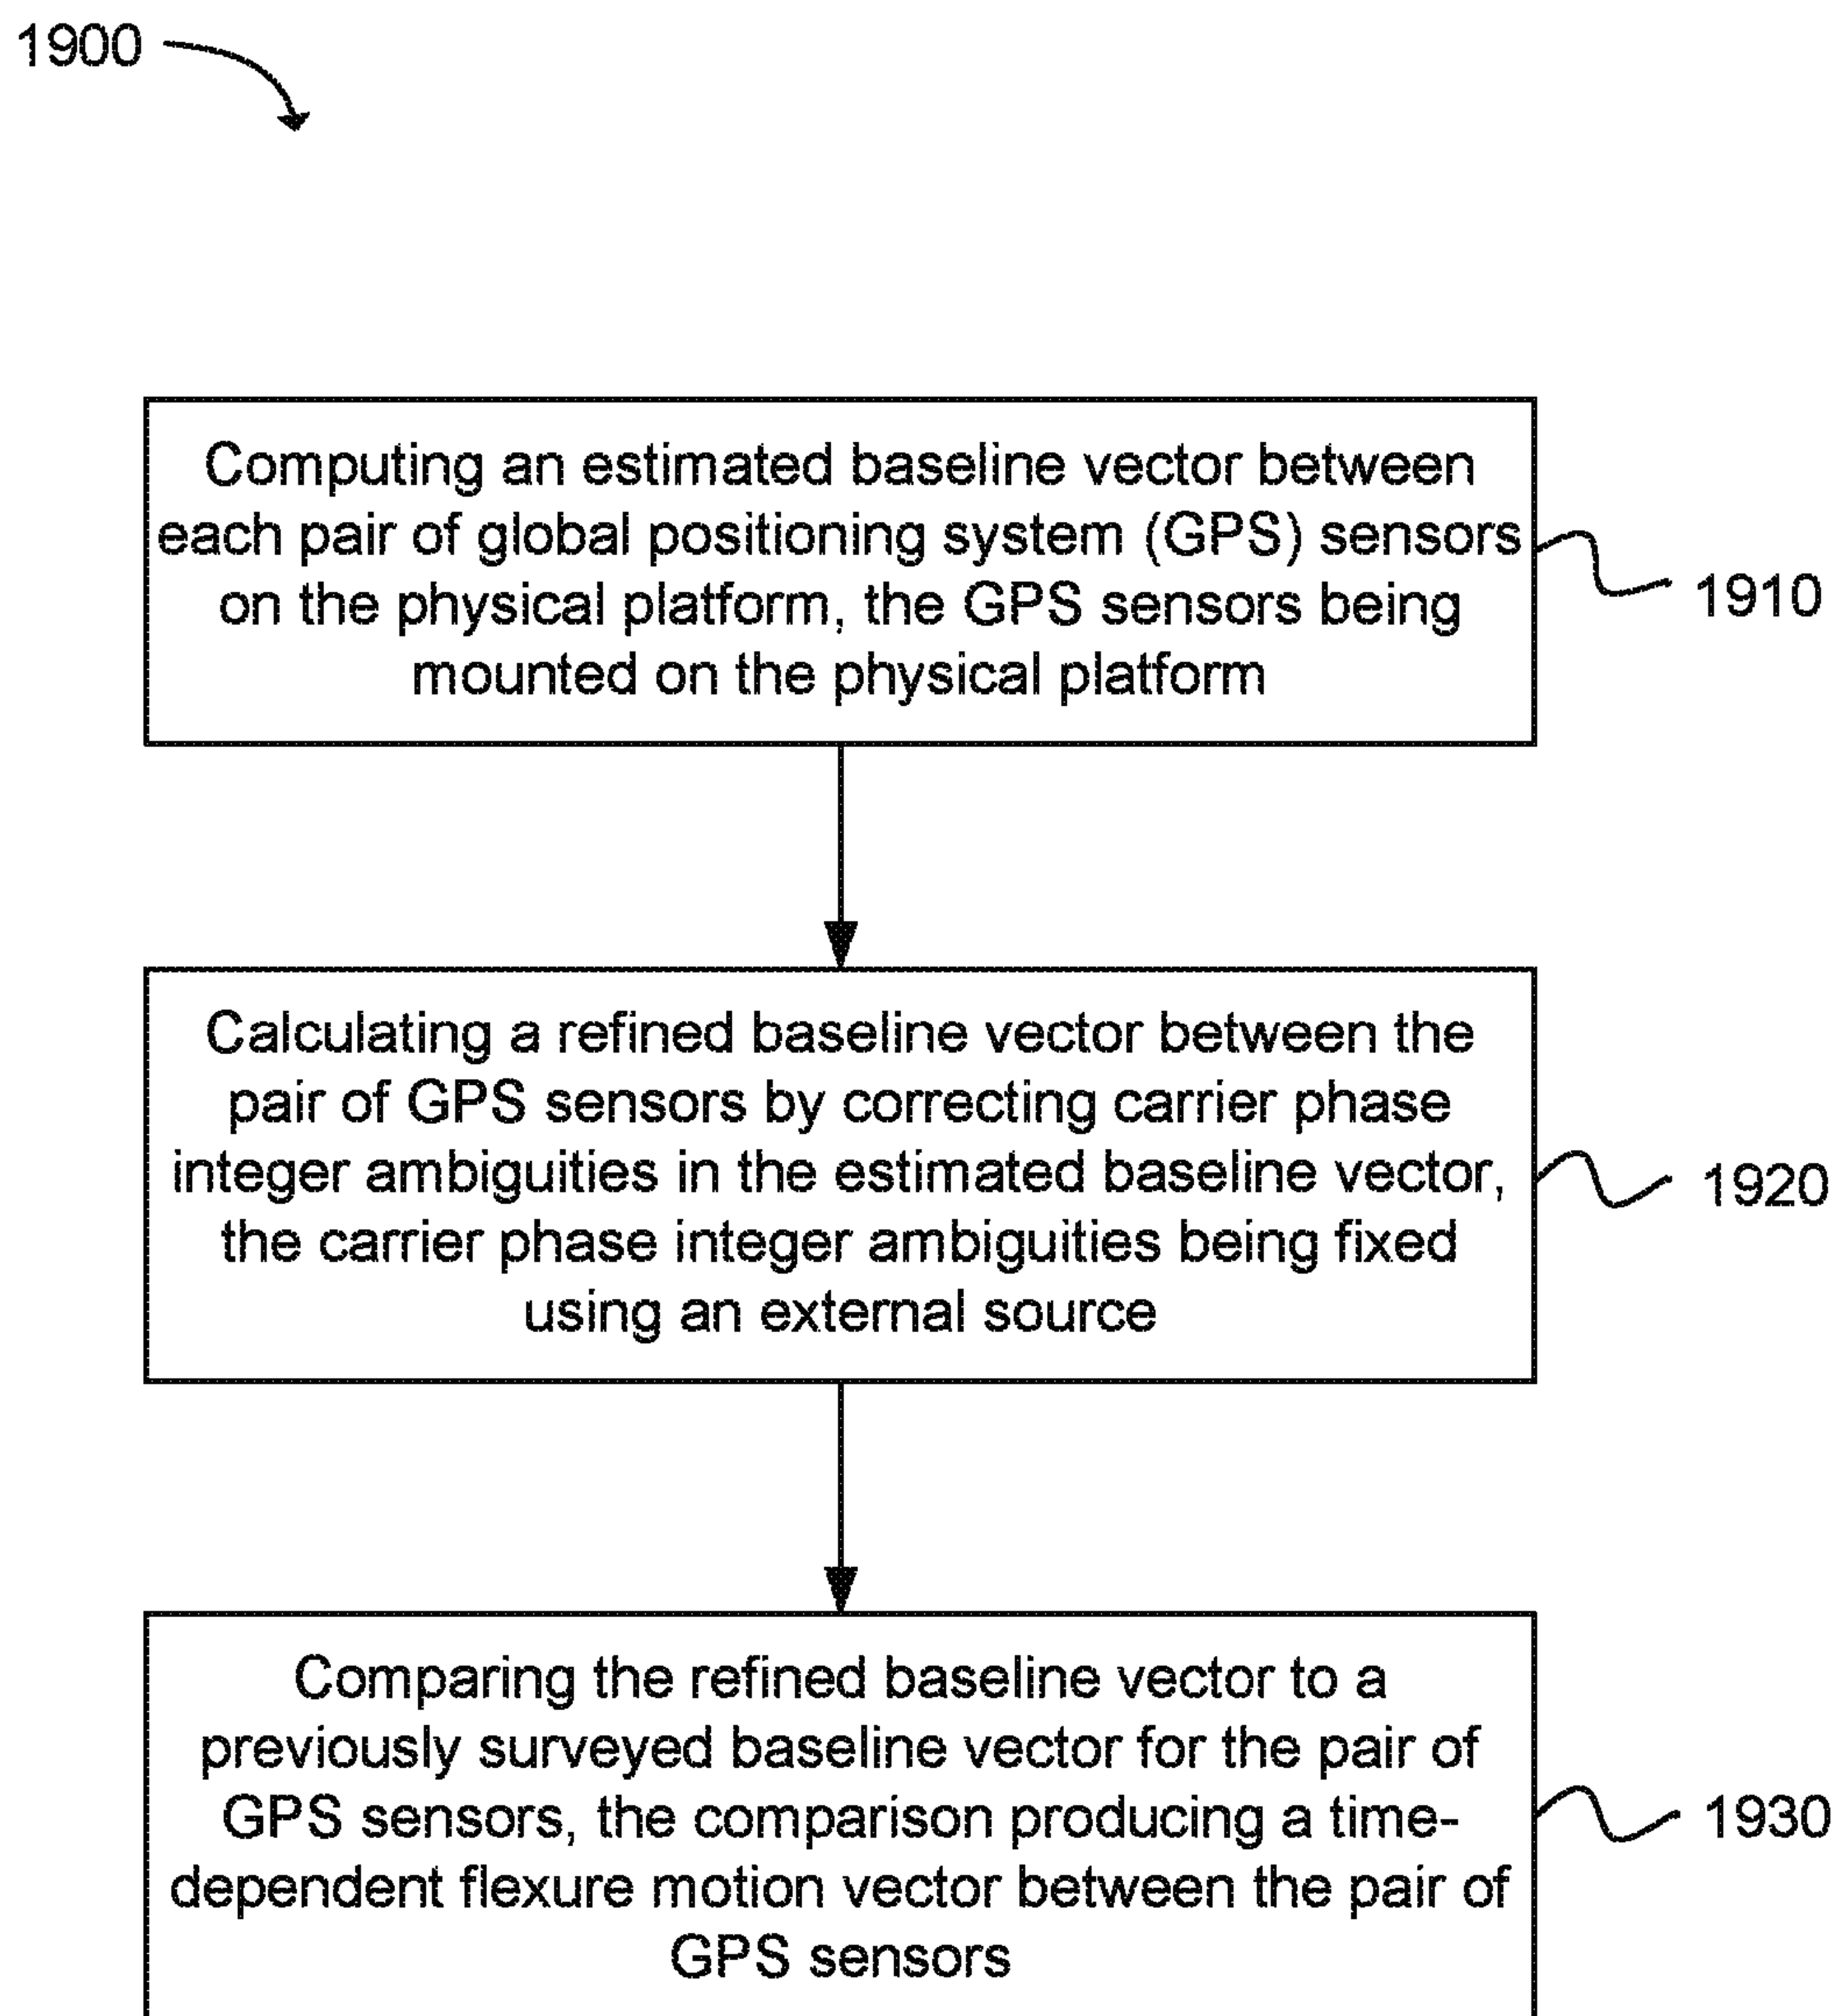 1900
Computing an estimated baseline vector between
each pair of global positioning system (GPS) sensors
on the physical platform, the GPS sensors being
mounted on the physical platform
1910
Calculating a refined baseline vector between the
pair of GPS sensors by correcting carrier phase
integer ambiguities in the estimated baseline vector,
the carrier phase integer ambiguities being fixed
using an external source
1920
Comparing the refined baseline vector to a
previously surveyed baseline vector for the pair of
GPS sensors, the comparison producing a time-
dependent flexure motion vector between the pair of
GPS sensors
1930